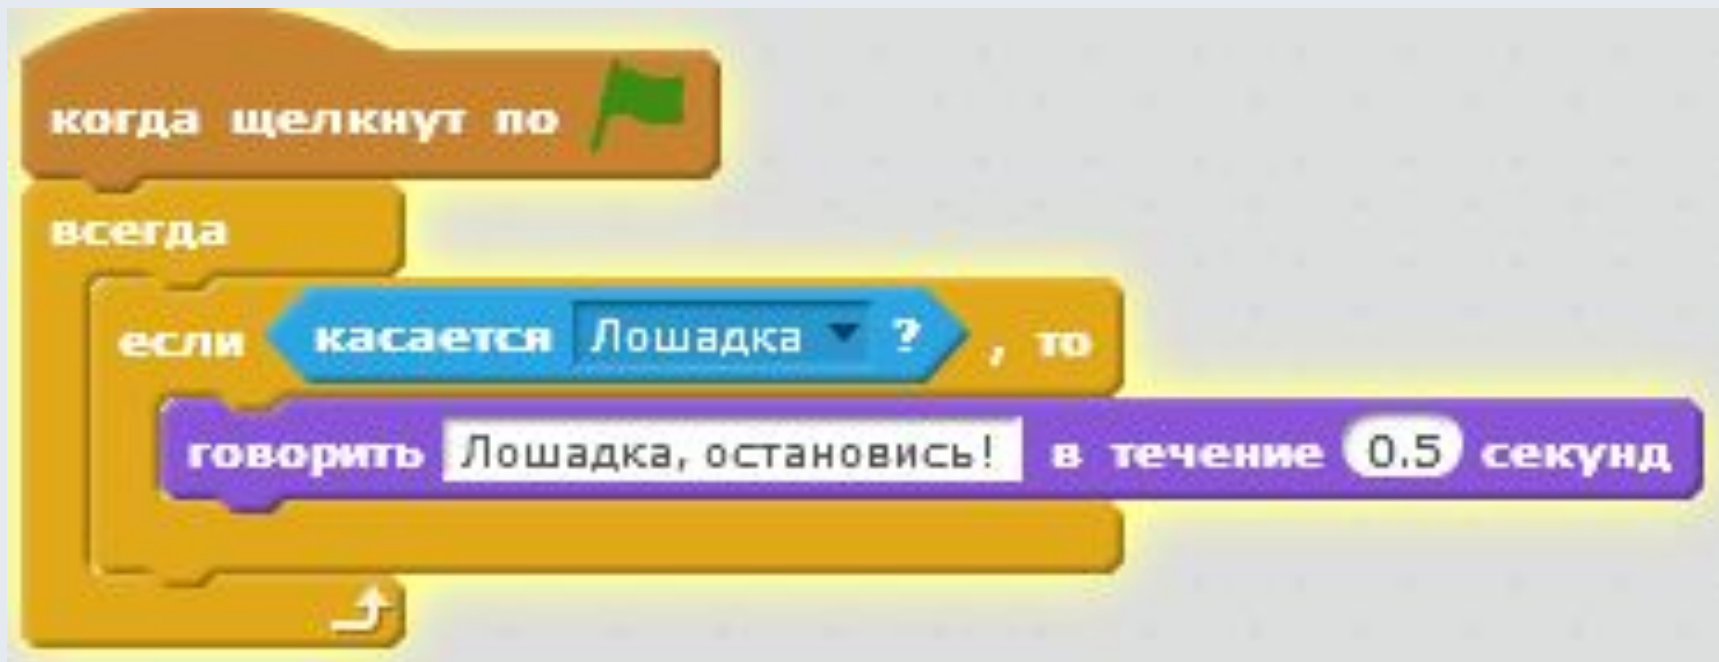 когда щелкнут по
всегда
если касается Лошадка ? , то
говорить Лошадка, остановись! в течение 0.5 секунд